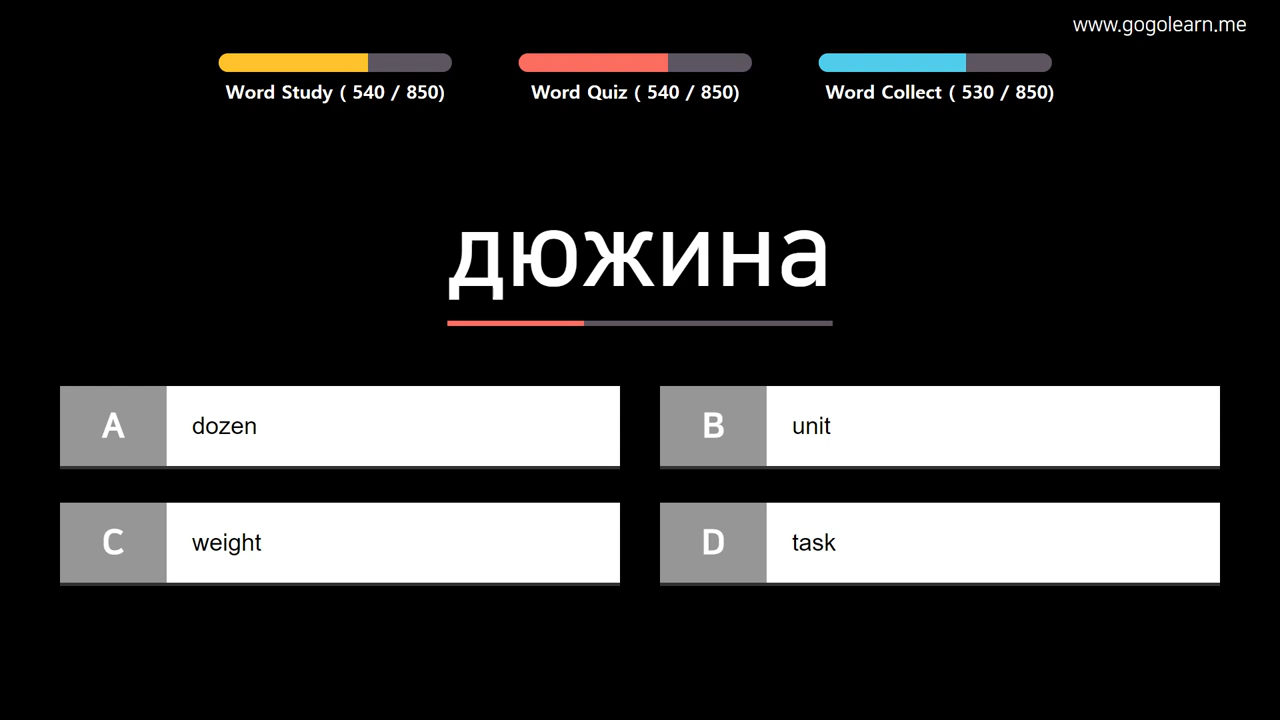 www.gogolearn.me
Word Study ( 540 / 850)
Word Quiz ( 540 / 850)
Word Collect ( 530 / 850)
дюжина
A dozen
B unit
C weight
D task